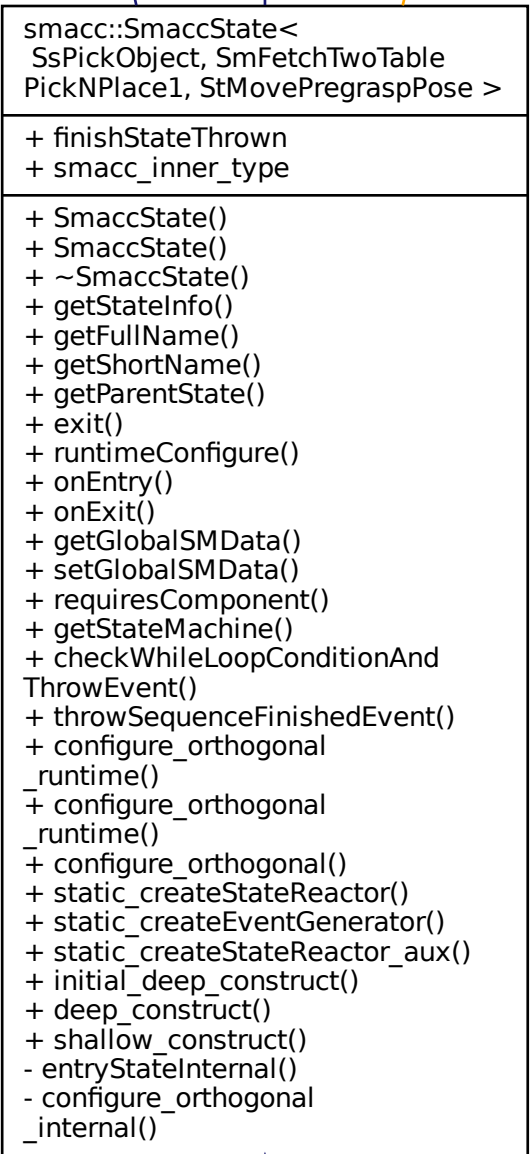 smacc::SmaccState<
SsPickObject, SmFetchTwoTable
PickNPlace1, StMovePregraspPose >
+ finishStateThrown
+ smacc_inner_type
+ SmaccState()
+ SmaccState()
+ ~SmaccState()
+ getStateInfo()
+ getFullName()
+ getShortName()
+ getParentState()
+ exit()
+ runtimeConfigure()
+ onEntry()
+ onExit()
+ getGlobalSMData()
+ setGlobalSMData()
+ requiresComponent()
+ getStateMachine()
+ checkWhileLoopConditionAnd
ThrowEvent()
+ throwSequenceFinishedEvent()
+ configure_orthogonal
_runtime()
+ configure_orthogonal
_runtime()
+ configure_orthogonal()
+ static_createStateReactor()
+ static_createEventGenerator()
+ static_createStateReactor_aux()
+ initial_deep_construct()
+ deep_construct()
+ shallow_construct()
- entryStateInternal()
- configure_orthogonal
_internal()